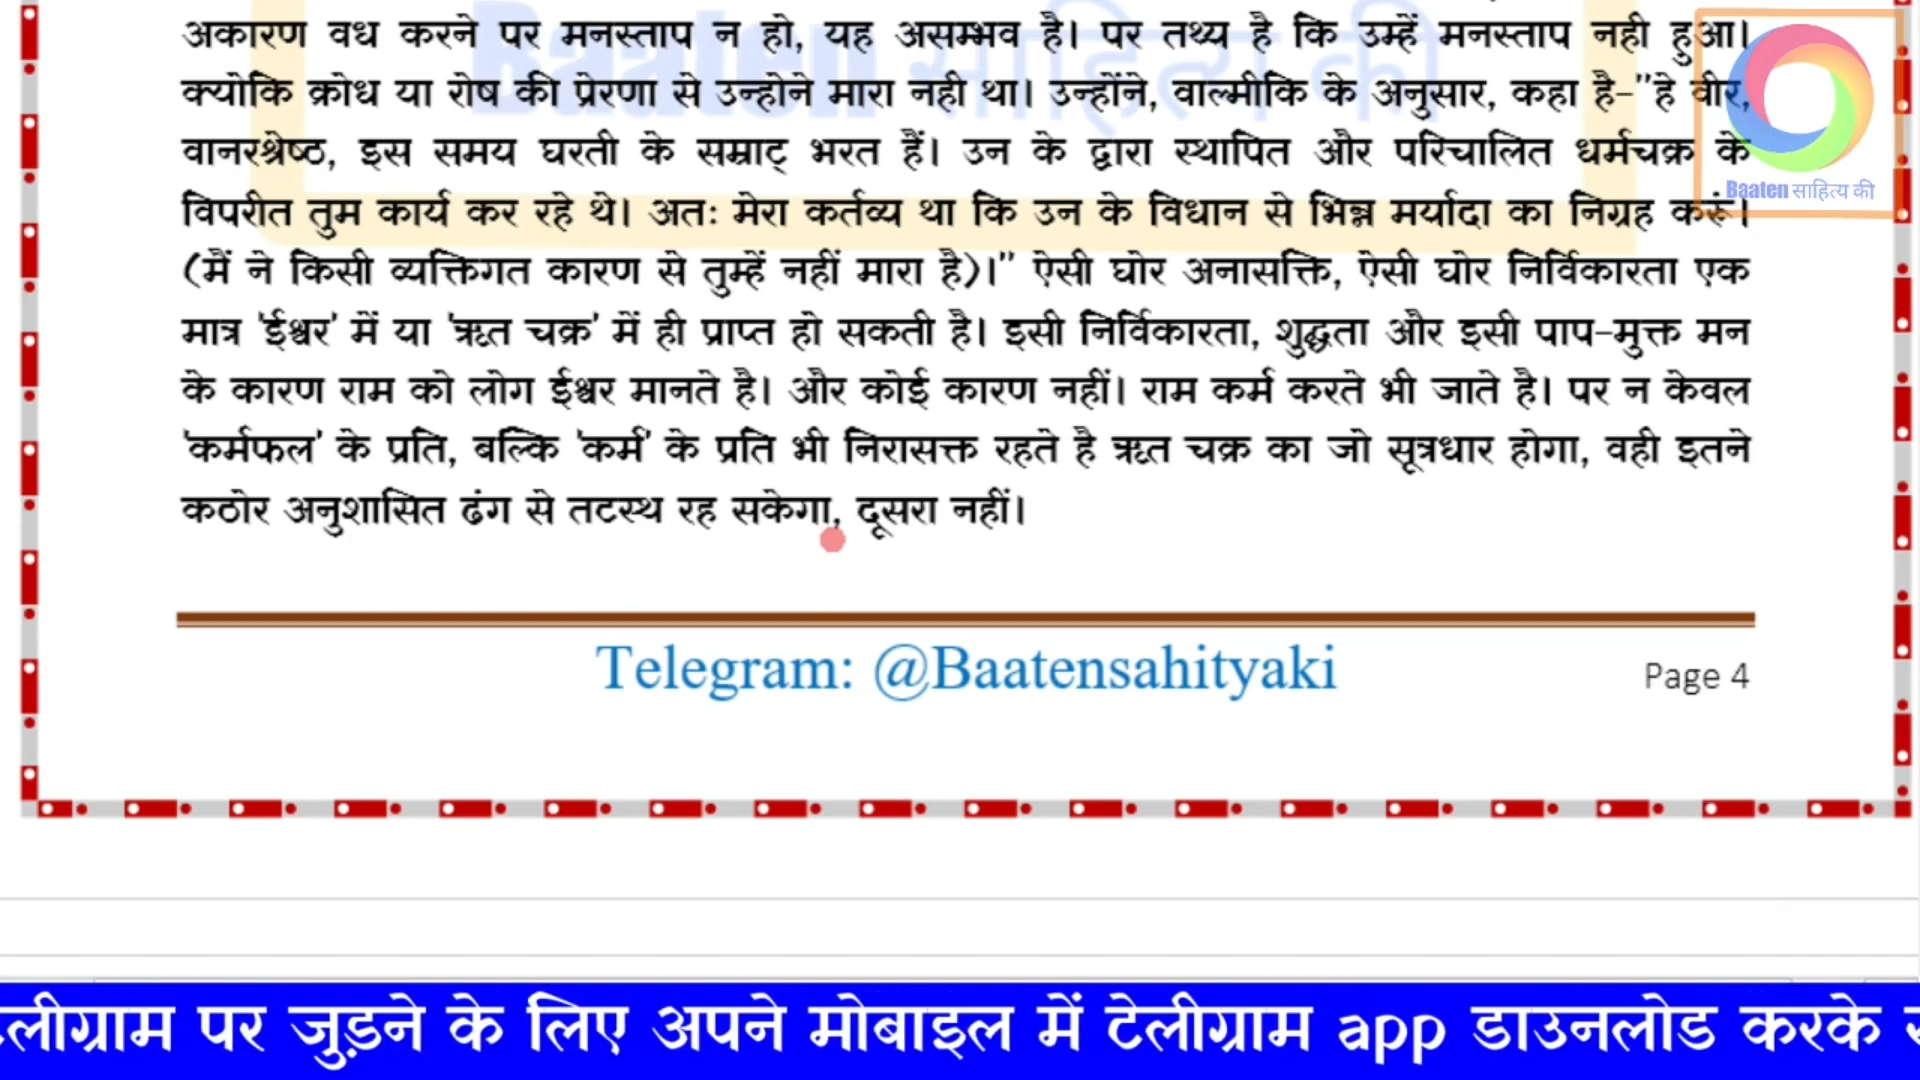 अकारण वध करने पर मनस्ताप न हो, यह असम्भव है। पर तथ्य है कि उम्हें मनस्ताप नही हुआ।
क्योकि क्रोध या रोष की प्रेरणा से उन्होने मारा नही था। उन्होंने, वाल्मीकि के अनुसार, कहा है-"हे वीर,
वानरश्रेष्ठ, इस समय घरती के सम्राट् भरत हैं। उन के द्वारा स्थापित और परिचालित धर्मचक्र के
विपरीत तुम कार्य कर रहे थे। अतः मेरा कर्तव्य था कि उन के विधान से भिन्न मर्यादा का निग्रह करूं।
(मैं ने किसी व्यक्तिगत कारण से तुम्हें नहीं मारा है)।" ऐसी घोर अनासक्ति, ऐसी घोर निर्विकारता एक
मात्र 'ईश्वर' में या 'ऋत चक्र' में ही प्राप्त हो सकती है। इसी निर्विकारता, शुद्धता और इसी पाप-मुक्त मन
के कारण राम को लोग ईश्वर मानते है। और कोई कारण नहीं। राम कर्म करते भी जाते है। पर न केवल
'कर्मफल' के प्रति, बल्कि 'कर्म' के प्रति भी निरासक्त रहते है ऋत चक्र का जो सूत्रधार होगा, वही इतने
कठोर अनुशासित ढंग से तटस्थ रह सकेगा, दूसरा नहीं।
Baaten साहित्य की
Baaten साहित्य की
Telegram: @Baatensahityaki
Page 4
टेलीग्राम पर जुड़ने के लिए अपने मोबाइल में टेलीग्राम app डाउनलोड करके